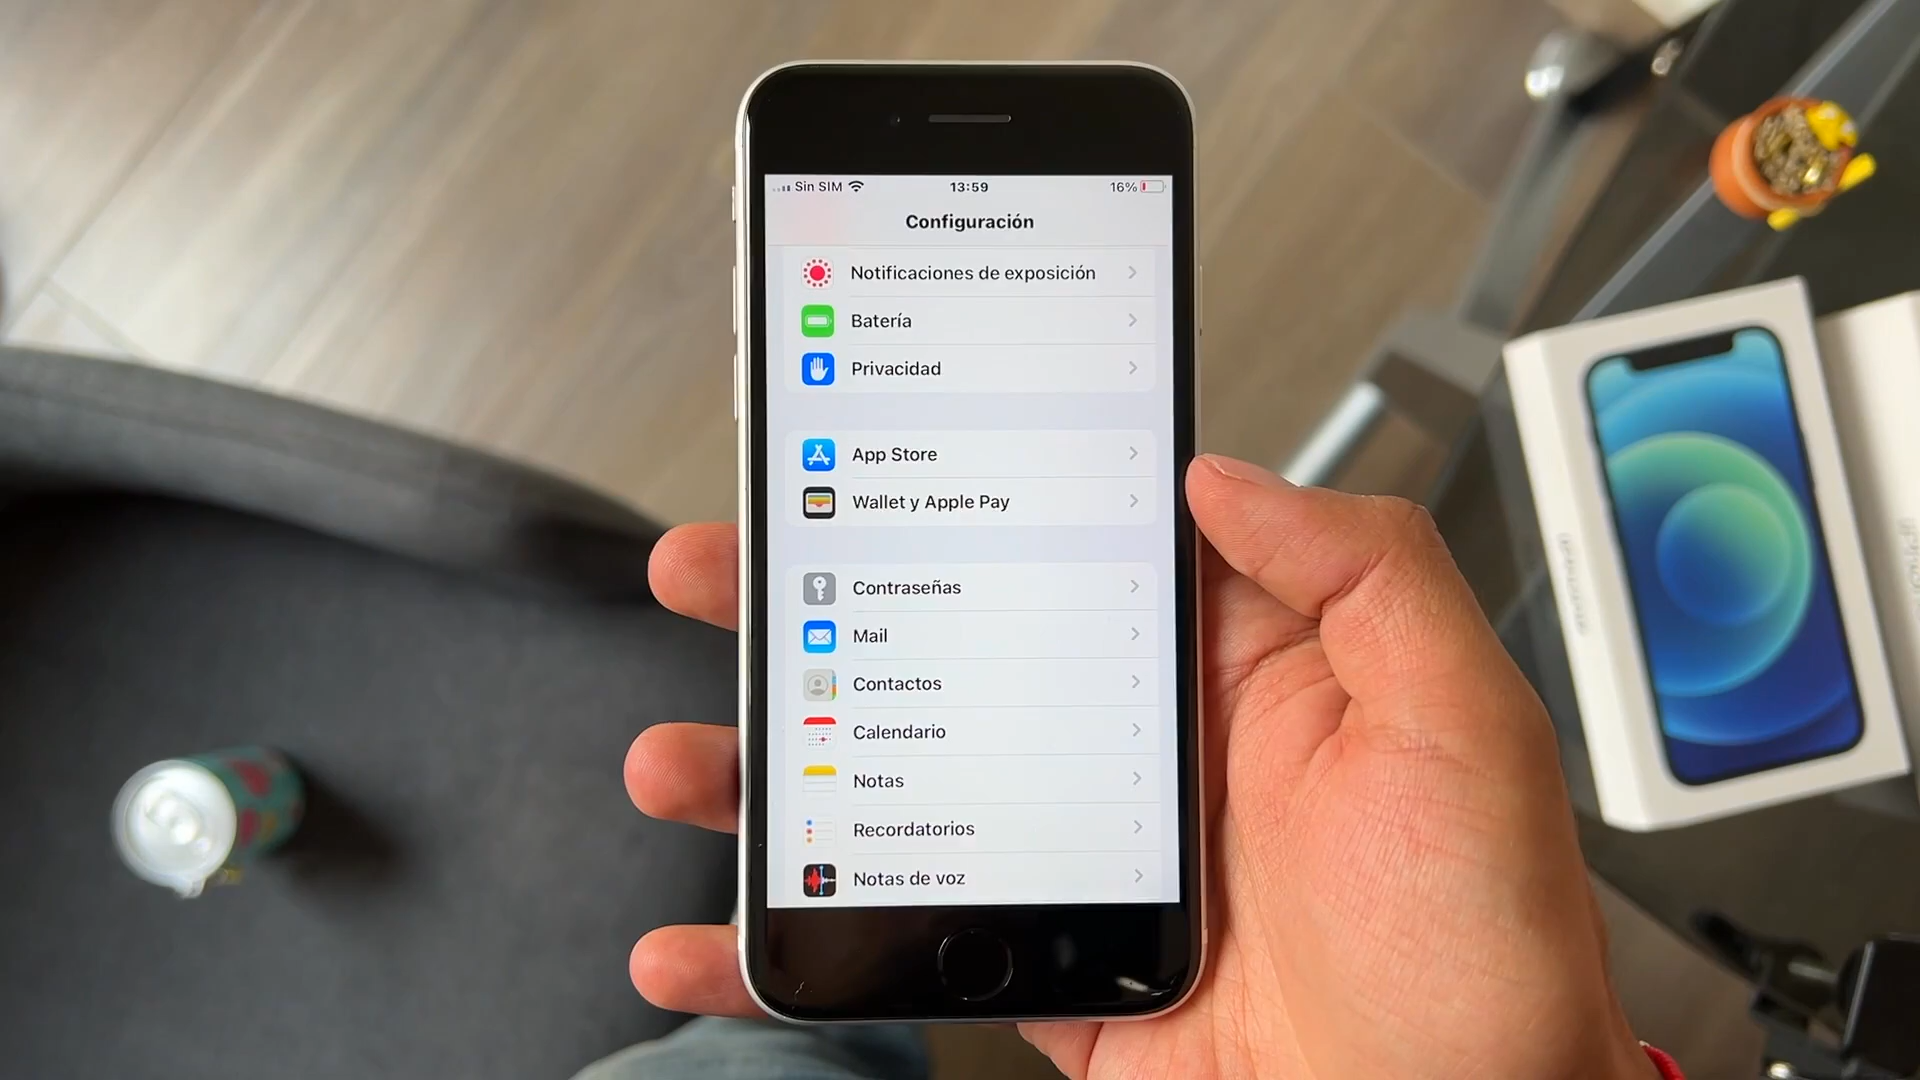 Sin SIM 13:59 16%
Configuración
Notificaciones de exposición
Batería
Privacidad
App Store
Wallet y Apple Pay
Contraseñas
Mail
Contactos
Calendario
Notas
Recordatorios
Notas de voz